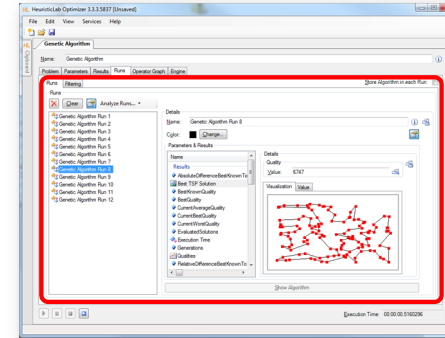 HeuristicLab Optimizer 3.3.3.5837 [Unsaved]
File Edit View Services Help
Genetic Algorithm
Clipboard
Name: Genetic Algorithm
Problem Parameters Results Runs Operator Graph Engine
Runs Filtering
Store Algorithm in each Run:
Runs
Clear Analyze Runs...
Genetic Algorithm Run 1
Genetic Algorithm Run 2
Genetic Algorithm Run 3
Genetic Algorithm Run 4
Genetic Algorithm Run 5
Genetic Algorithm Run 6
Genetic Algorithm Run 7
Genetic Algorithm Run 8
Genetic Algorithm Run 9
Genetic Algorithm Run 10
Genetic Algorithm Run 11
Genetic Algorithm Run 12
Details
Name: Genetic Algorithm Run 8
Color: Change...
Parameters & Results
Name
Results
AbsoluteDifferenceBestKnownTo
Best TSP Solution
BestKnownQuality
BestQuality
CurrentAverageQuality
CurrentBestQuality
CurrentWorstQuality
EvaluatedSolutions
Execution Time
Generations
Qualities
RelativeDifferenceBestKnownTo
Details
Quality
Value: 6747
Visualization Value
Show Algorithm
Execution Time: 00:00:00.5160296